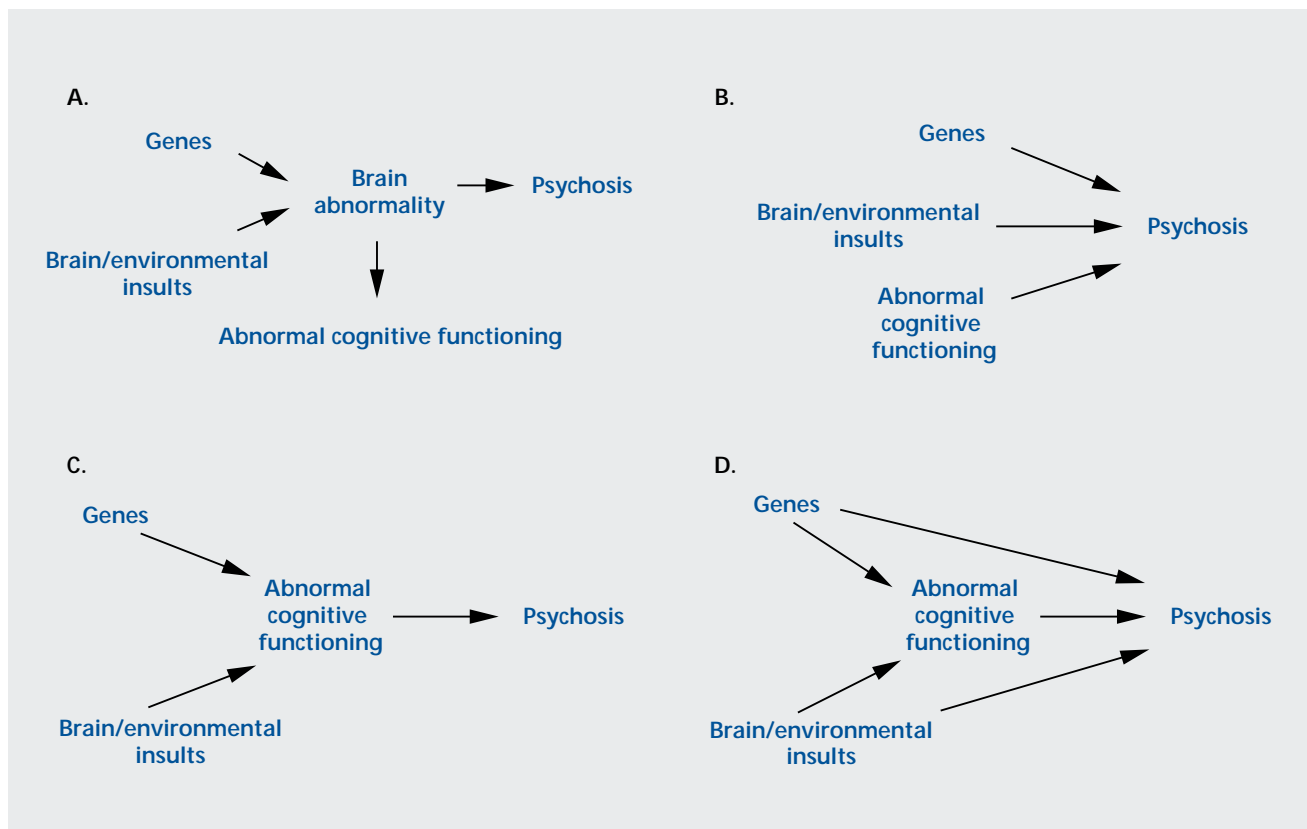 A.
Genes
Brain
abnormality
Psychosis
Brain/environmental
insults
Abnormal cognitive functioning
B.
Genes
Brain/environmental
insults
Psychosis
Abnormal
cognitive
functioning
C.
Genes
Abnormal
cognitive
functioning
Psychosis
Brain/environmental
insults
D.
Genes
Abnormal
cognitive
functioning
Psychosis
Brain/environmental
insults